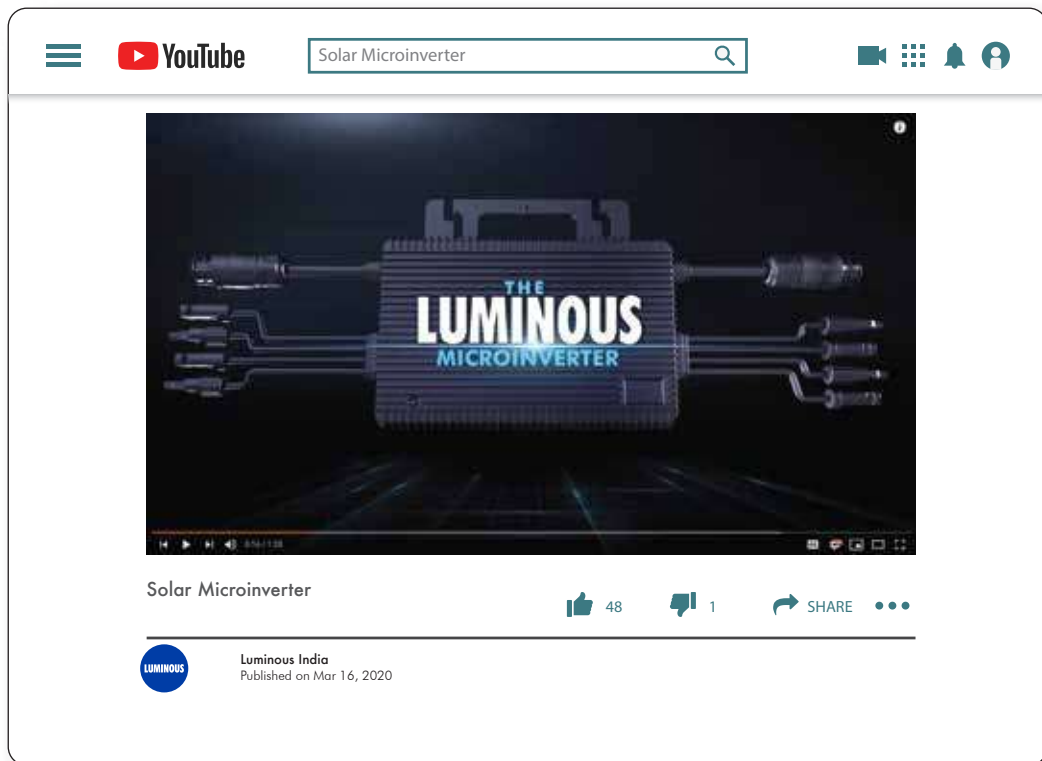 YouTube
Solar Microinverter
THE
LUMINOUS
MICROINVERTER
Solar Microinverter
48
1
SHARE
LUMINOUS
Luminous India
Published on Mar 16, 2020